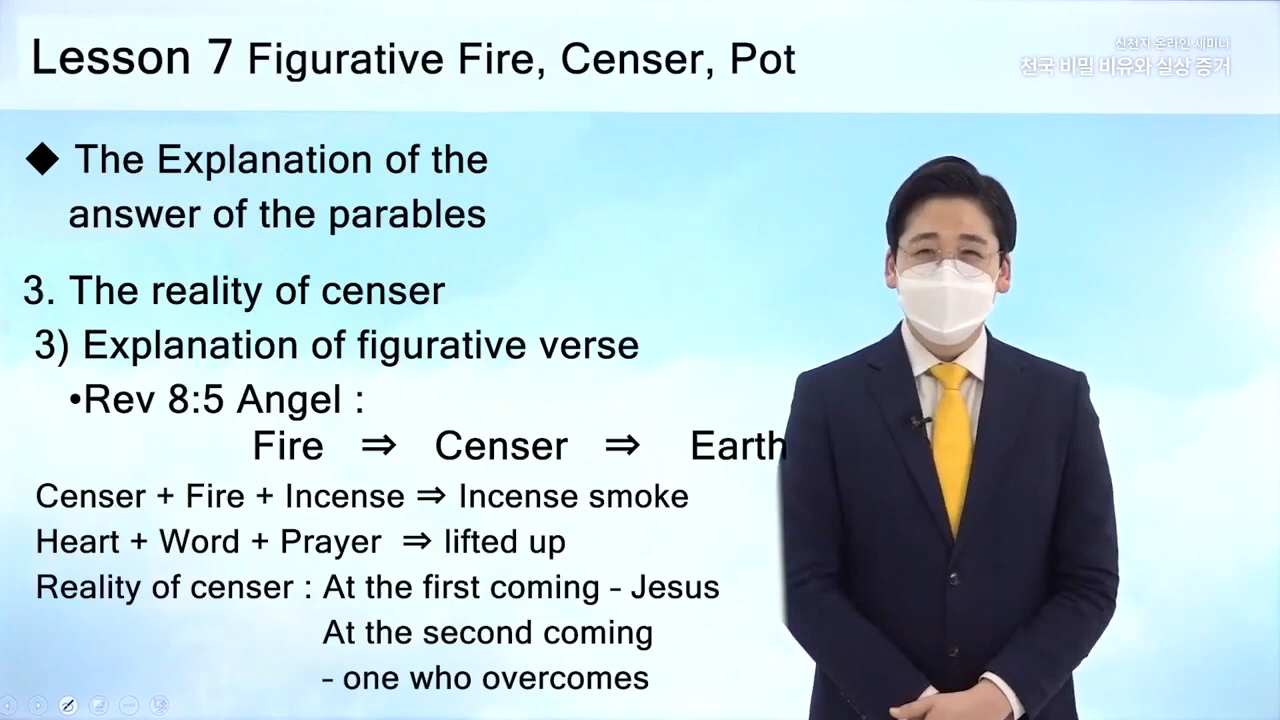 Lesson 7 Figurative Fire, Censer, Pot
신천지 온라인 세미나
천국 비밀 비유와 실상 증거
◆ The Explanation of the
answer of the parables
3. The reality of censer
3) Explanation of figurative verse
•Rev 8:5 Angel :
Fire ⇒ Censer ⇒ Earth
Censer + Fire + Incense ⇒ Incense smoke
Heart + Word + Prayer ⇒ lifted up
Reality of censer : At the first coming – Jesus
At the second coming
– one who overcomes